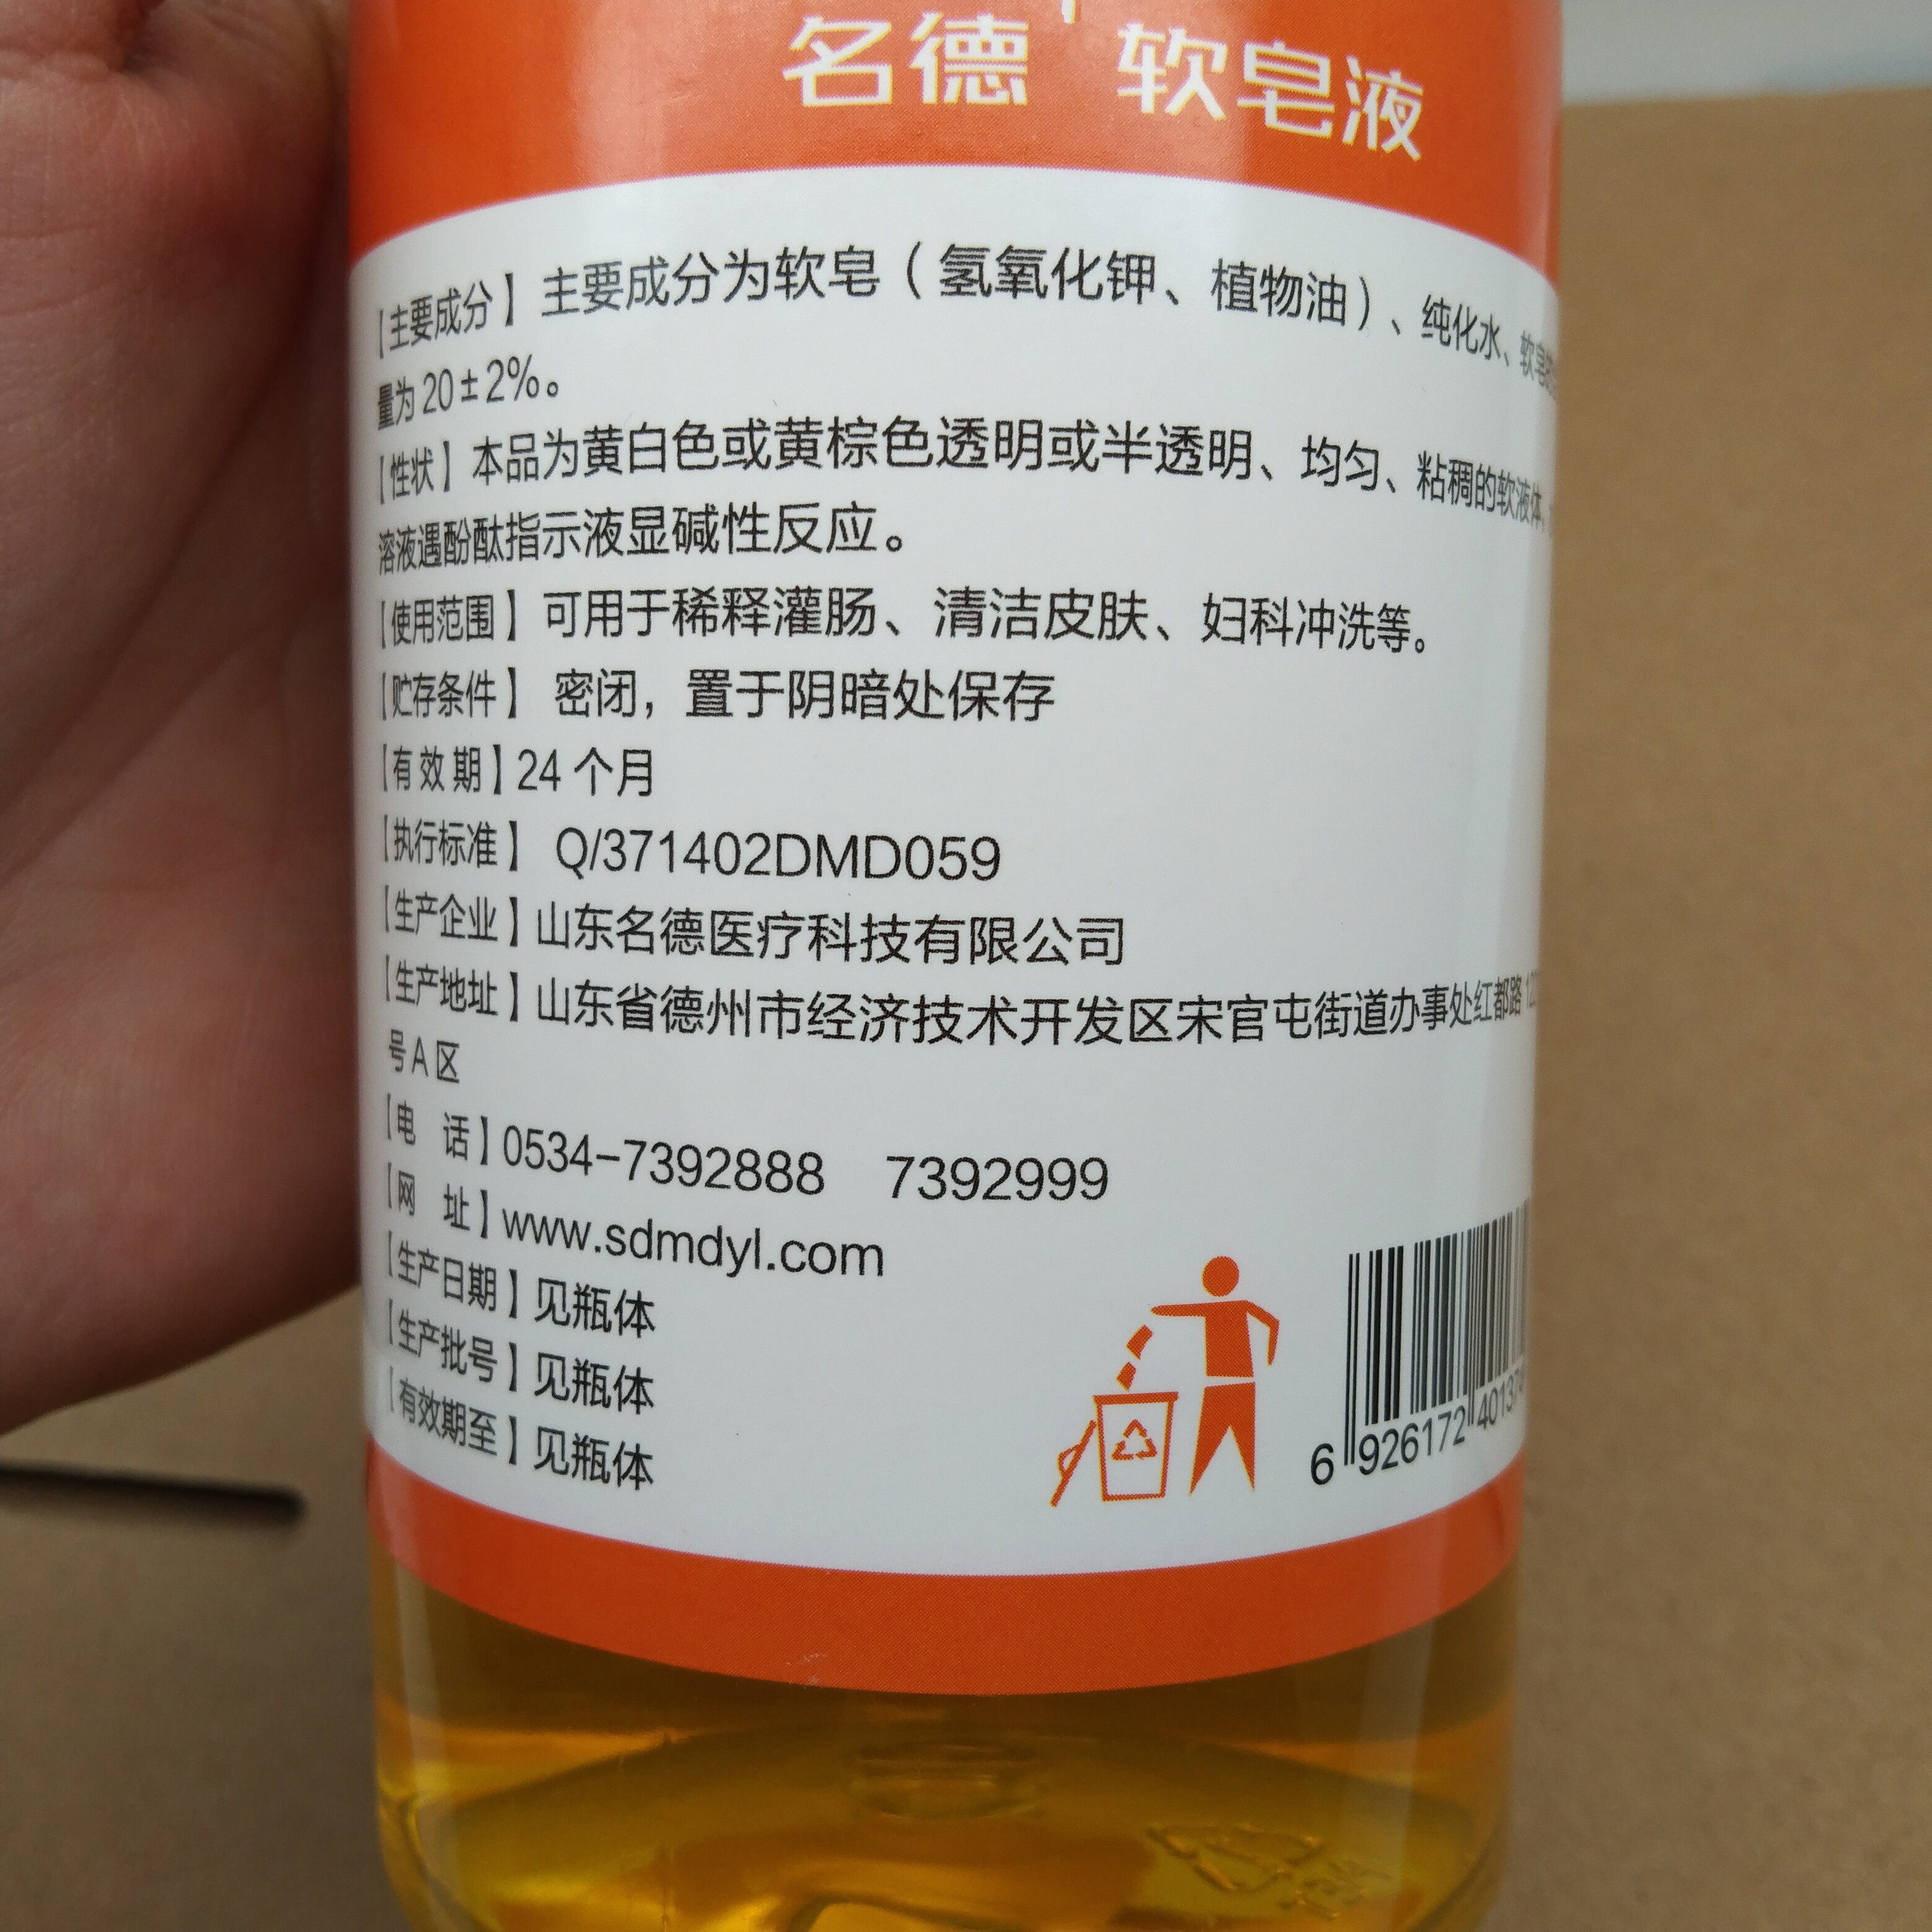 名德 软皂液
【主要成分】主要成分为软皂（氢氧化钾、植物油）、纯化水、软皂
量为20±2%。
【性状】本品为黄白色或黄棕色透明或半透明、均匀、粘稠的软液体，
溶液遇酚酞指示液显碱性反应。
【使用范围】可用于稀释灌肠、清洁皮肤、妇科冲洗等。
【贮存条件】 密闭，置于阴暗处保存
【有效期】24 个月
【执行标准】 Q/371402DMD059
【生产企业】山东名德医疗科技有限公司
【生产地址】山东省德州市经济技术开发区宋官屯街道办事处红都路
号A区
【电 话】0534-7392888 7392999
【网 址】www.sdmdyl.com
【生产日期】见瓶体
【生产批号】见瓶体
【有效期至】见瓶体
6 926172 40137